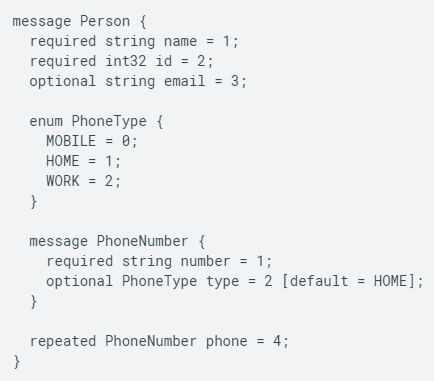 message Person {
  required string name = 1;
  required int32 id = 2;
  optional string email = 3;

  enum PhoneType {
    MOBILE = 0;
    HOME = 1;
    WORK = 2;
  }

  message PhoneNumber {
    required string number = 1;
    optional PhoneType type = 2 [default = HOME];
  }

  repeated PhoneNumber phone = 4;
}